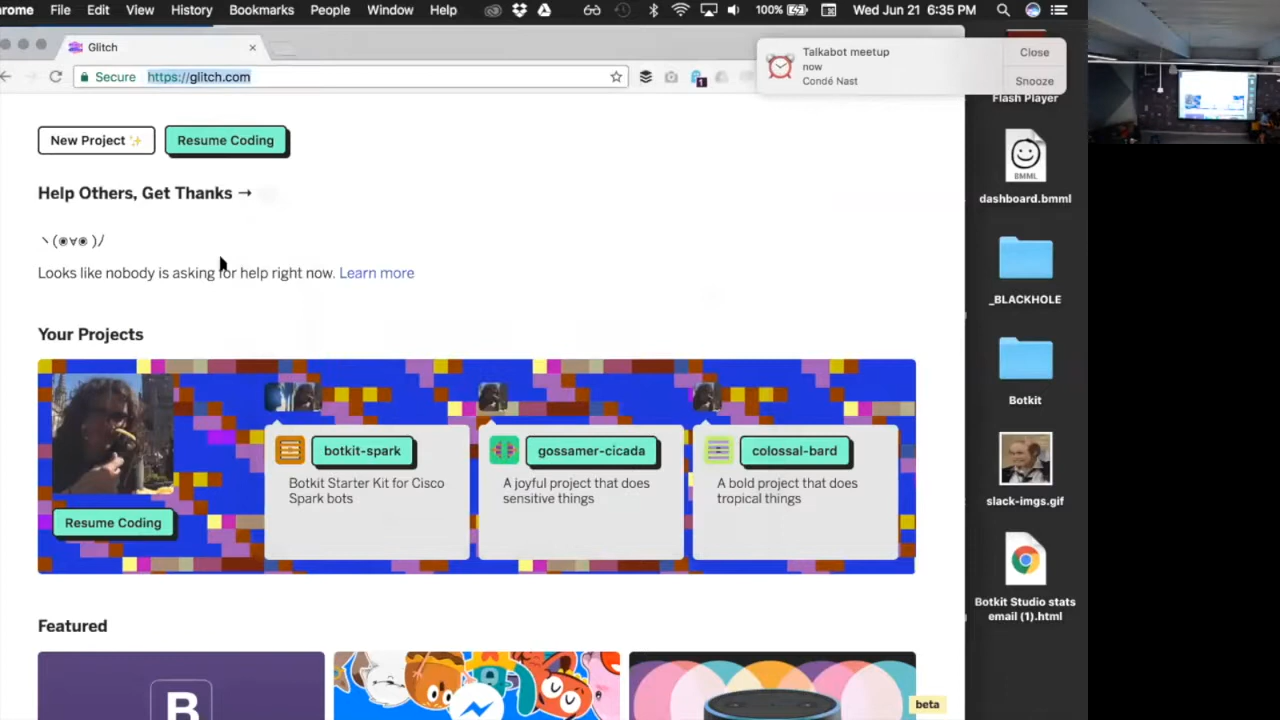 rome File Edit View History Bookmarks People Window Help 100% Wed Jun 21 6:35 PM
Glitch
Talkabot meetup
now
Condé Nast
Close
Snooze
Secure https://glitch.com
1
Flash Player
New Project ✨ Resume Coding
Help Others, Get Thanks →
ヽ(◉∀◉ )ﾉ
Looks like nobody is asking for help right now. Learn more
Your Projects
Resume Coding
botkit-spark
Botkit Starter Kit for Cisco
Spark bots
gossamer-cicada
A joyful project that does
sensitive things
colossal-bard
A bold project that does
tropical things
Featured
B
beta
BMML
dashboard.bmml
_BLACKHOLE
Botkit
slack-imgs.gif
Botkit Studio stats
email (1).html